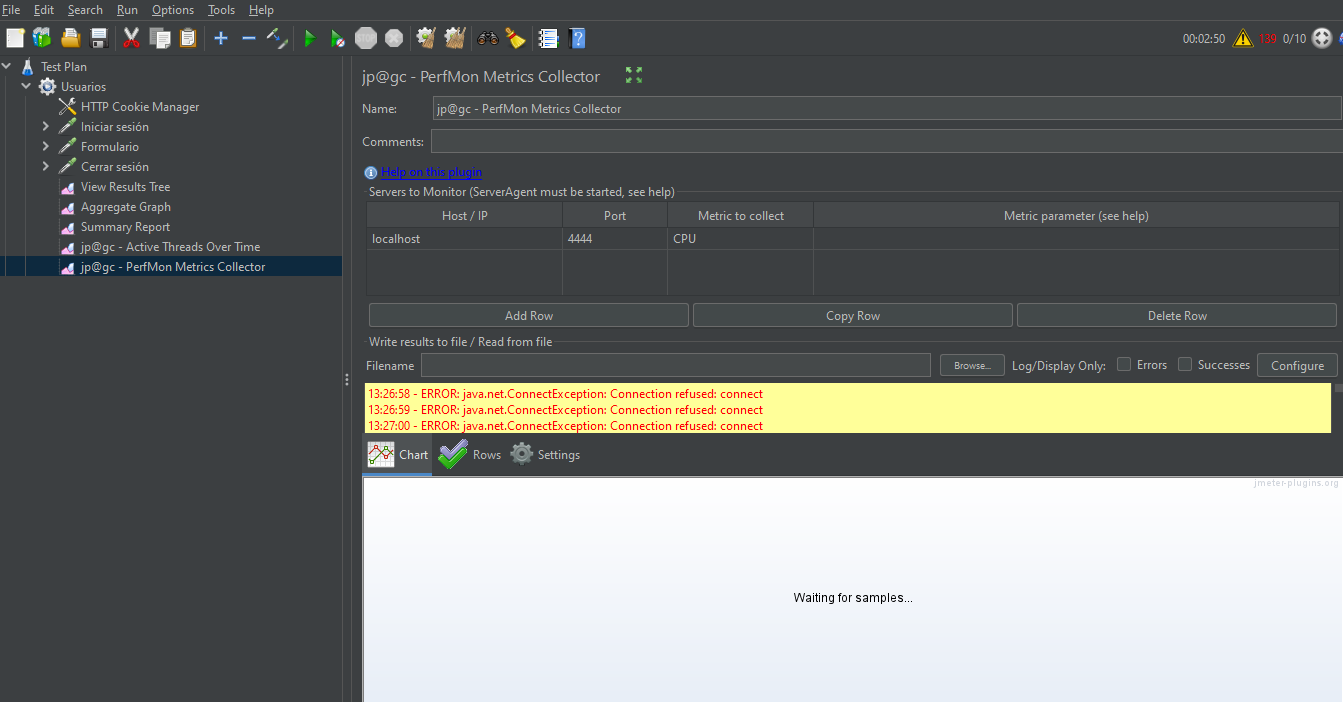 File Edit Search Run Options Tools Help
STOP
00:02:50 139 0/10
Test Plan
Usuarios
HTTP Cookie Manager
Iniciar sesión
Formulario
Cerrar sesión
View Results Tree
Aggregate Graph
Summary Report
jp@gc - Active Threads Over Time
jp@gc - PerfMon Metrics Collector
jp@gc - PerfMon Metrics Collector
Name: jp@gc - PerfMon Metrics Collector
Comments:
Help on this plugin
Servers to Monitor (ServerAgent must be started, see help)
Host / IP Port Metric to collect Metric parameter (see help)
localhost 4444 CPU
Add Row Copy Row Delete Row
Write results to file / Read from file
Filename Browse... Log/Display Only: Errors Successes Configure
13:26:58 - ERROR: java.net.ConnectException: Connection refused: connect
13:26:59 - ERROR: java.net.ConnectException: Connection refused: connect
13:27:00 - ERROR: java.net.ConnectException: Connection refused: connect
Chart Rows Settings
jmeter-plugins.org
Waiting for samples...